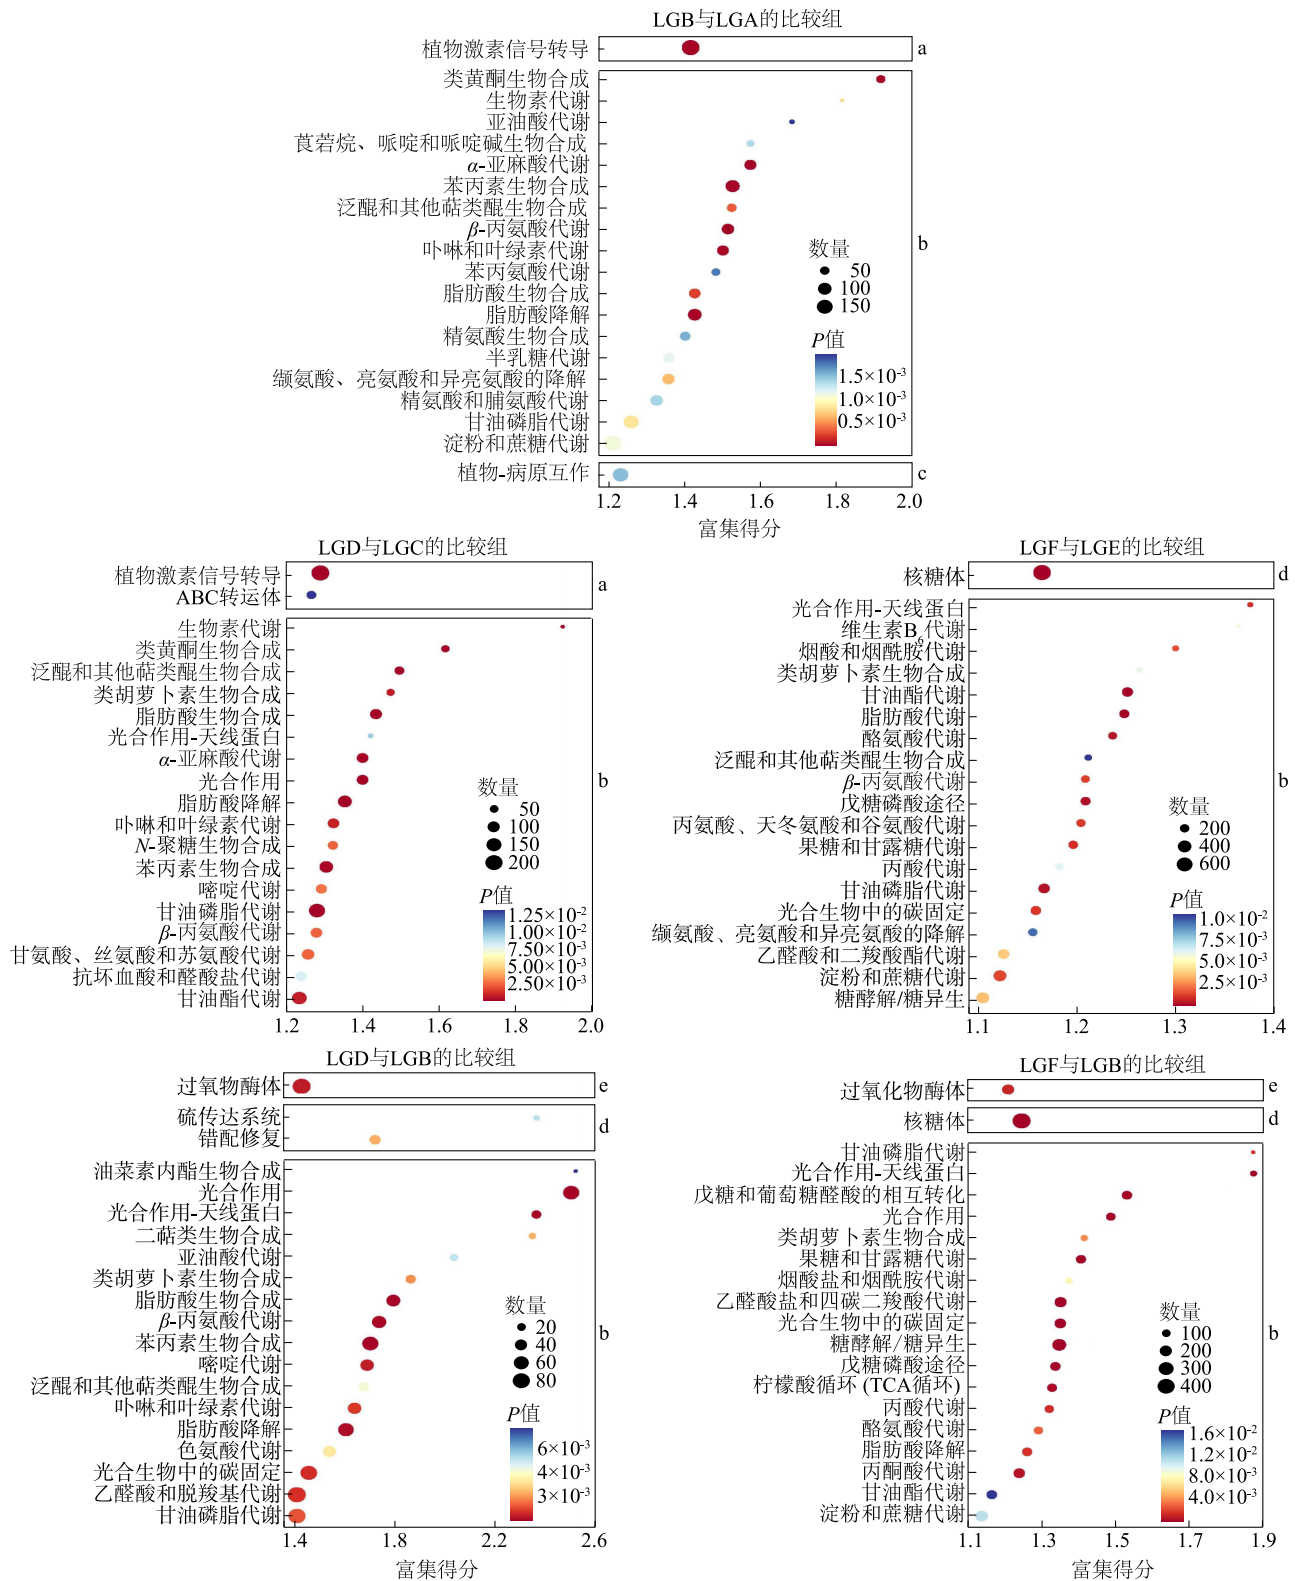 LGB与LGA的比较组
植物激素信号转导
a
类黄酮生物合成
生物素代谢
亚油酸代谢
莨菪烷、哌啶和哌啶碱生物合成
α-亚麻酸代谢
苯丙素生物合成
泛醌和其他萜类醌生物合成
β-丙氨酸代谢
卟啉和叶绿素代谢
苯丙氨酸代谢
脂肪酸生物合成
脂肪酸降解
精氨酸生物合成
半乳糖代谢
缬氨酸、亮氨酸和异亮氨酸的降解
精氨酸和脯氨酸代谢
甘油磷脂代谢
淀粉和蔗糖代谢
b
数量
50
100
150
P值
1.5×10⁻³
1.0×10⁻³
0.5×10⁻³
植物-病原互作
c
1.2 1.4 1.6 1.8 2.0
富集得分
LGD与LGC的比较组
植物激素信号转导
ABC转运体
a
生物素代谢
类黄酮生物合成
泛醌和其他萜类醌生物合成
类胡萝卜素生物合成
脂肪酸生物合成
光合作用-天线蛋白
α-亚麻酸代谢
光合作用
脂肪酸降解
卟啉和叶绿素代谢
N-聚糖生物合成
苯丙素生物合成
嘧啶代谢
甘油磷脂代谢
β-丙氨酸代谢
甘氨酸、丝氨酸和苏氨酸代谢
抗坏血酸和醛酸盐代谢
甘油酯代谢
b
数量
50
100
150
200
P值
1.25×10⁻²
1.00×10⁻²
7.50×10⁻³
5.00×10⁻³
2.50×10⁻³
1.2 1.4 1.6 1.8 2.0
LGF与LGE的比较组
核糖体
d
光合作用-天线蛋白
维生素B₆代谢
烟酸和烟酰胺代谢
类胡萝卜素生物合成
甘油酯代谢
脂肪酸代谢
酪氨酸代谢
泛醌和其他萜类醌生物合成
β-丙氨酸代谢
戊糖磷酸途径
丙氨酸、天冬氨酸和谷氨酸代谢
果糖和甘露糖代谢
丙酸代谢
甘油磷脂代谢
光合生物中的碳固定
缬氨酸、亮氨酸和异亮氨酸的降解
乙醛酸和二羧酸酯代谢
淀粉和蔗糖代谢
糖酵解/糖异生
b
数量
200
400
600
P值
1.0×10⁻²
7.5×10⁻³
5.0×10⁻³
2.5×10⁻³
1.1 1.2 1.3 1.4
LGD与LGB的比较组
过氧物酶体
e
硫传达系统
错配修复
d
油菜素内酯生物合成
光合作用
光合作用-天线蛋白
二萜类生物合成
亚油酸代谢
类胡萝卜素生物合成
脂肪酸生物合成
β-丙氨酸代谢
苯丙素生物合成
嘧啶代谢
泛醌和其他萜类醌生物合成
卟啉和叶绿素代谢
脂肪酸降解
色氨酸代谢
光合生物中的碳固定
乙醛酸和脱羧基代谢
甘油磷脂代谢
b
数量
20
40
60
80
P值
6×10⁻³
4×10⁻³
3×10⁻³
1.4 1.8 2.2 2.6
富集得分
LGF与LGB的比较组
过氧化物酶体
e
核糖体
d
甘油磷脂代谢
光合作用-天线蛋白
戊糖和葡萄糖醛酸的相互转化
光合作用
类胡萝卜素生物合成
果糖和甘露糖代谢
烟酸盐和烟酰胺代谢
乙醛酸盐和四碳二羧酸代谢
光合生物中的碳固定
糖酵解/糖异生
戊糖磷酸途径
柠檬酸循环 (TCA循环)
丙酸代谢
酪氨酸代谢
脂肪酸降解
丙酮酸代谢
甘油酯代谢
淀粉和蔗糖代谢
b
数量
100
200
300
400
P值
1.6×10⁻²
1.2×10⁻²
8.0×10⁻³
4.0×10⁻³
1.1 1.3 1.5 1.7 1.9
富集得分